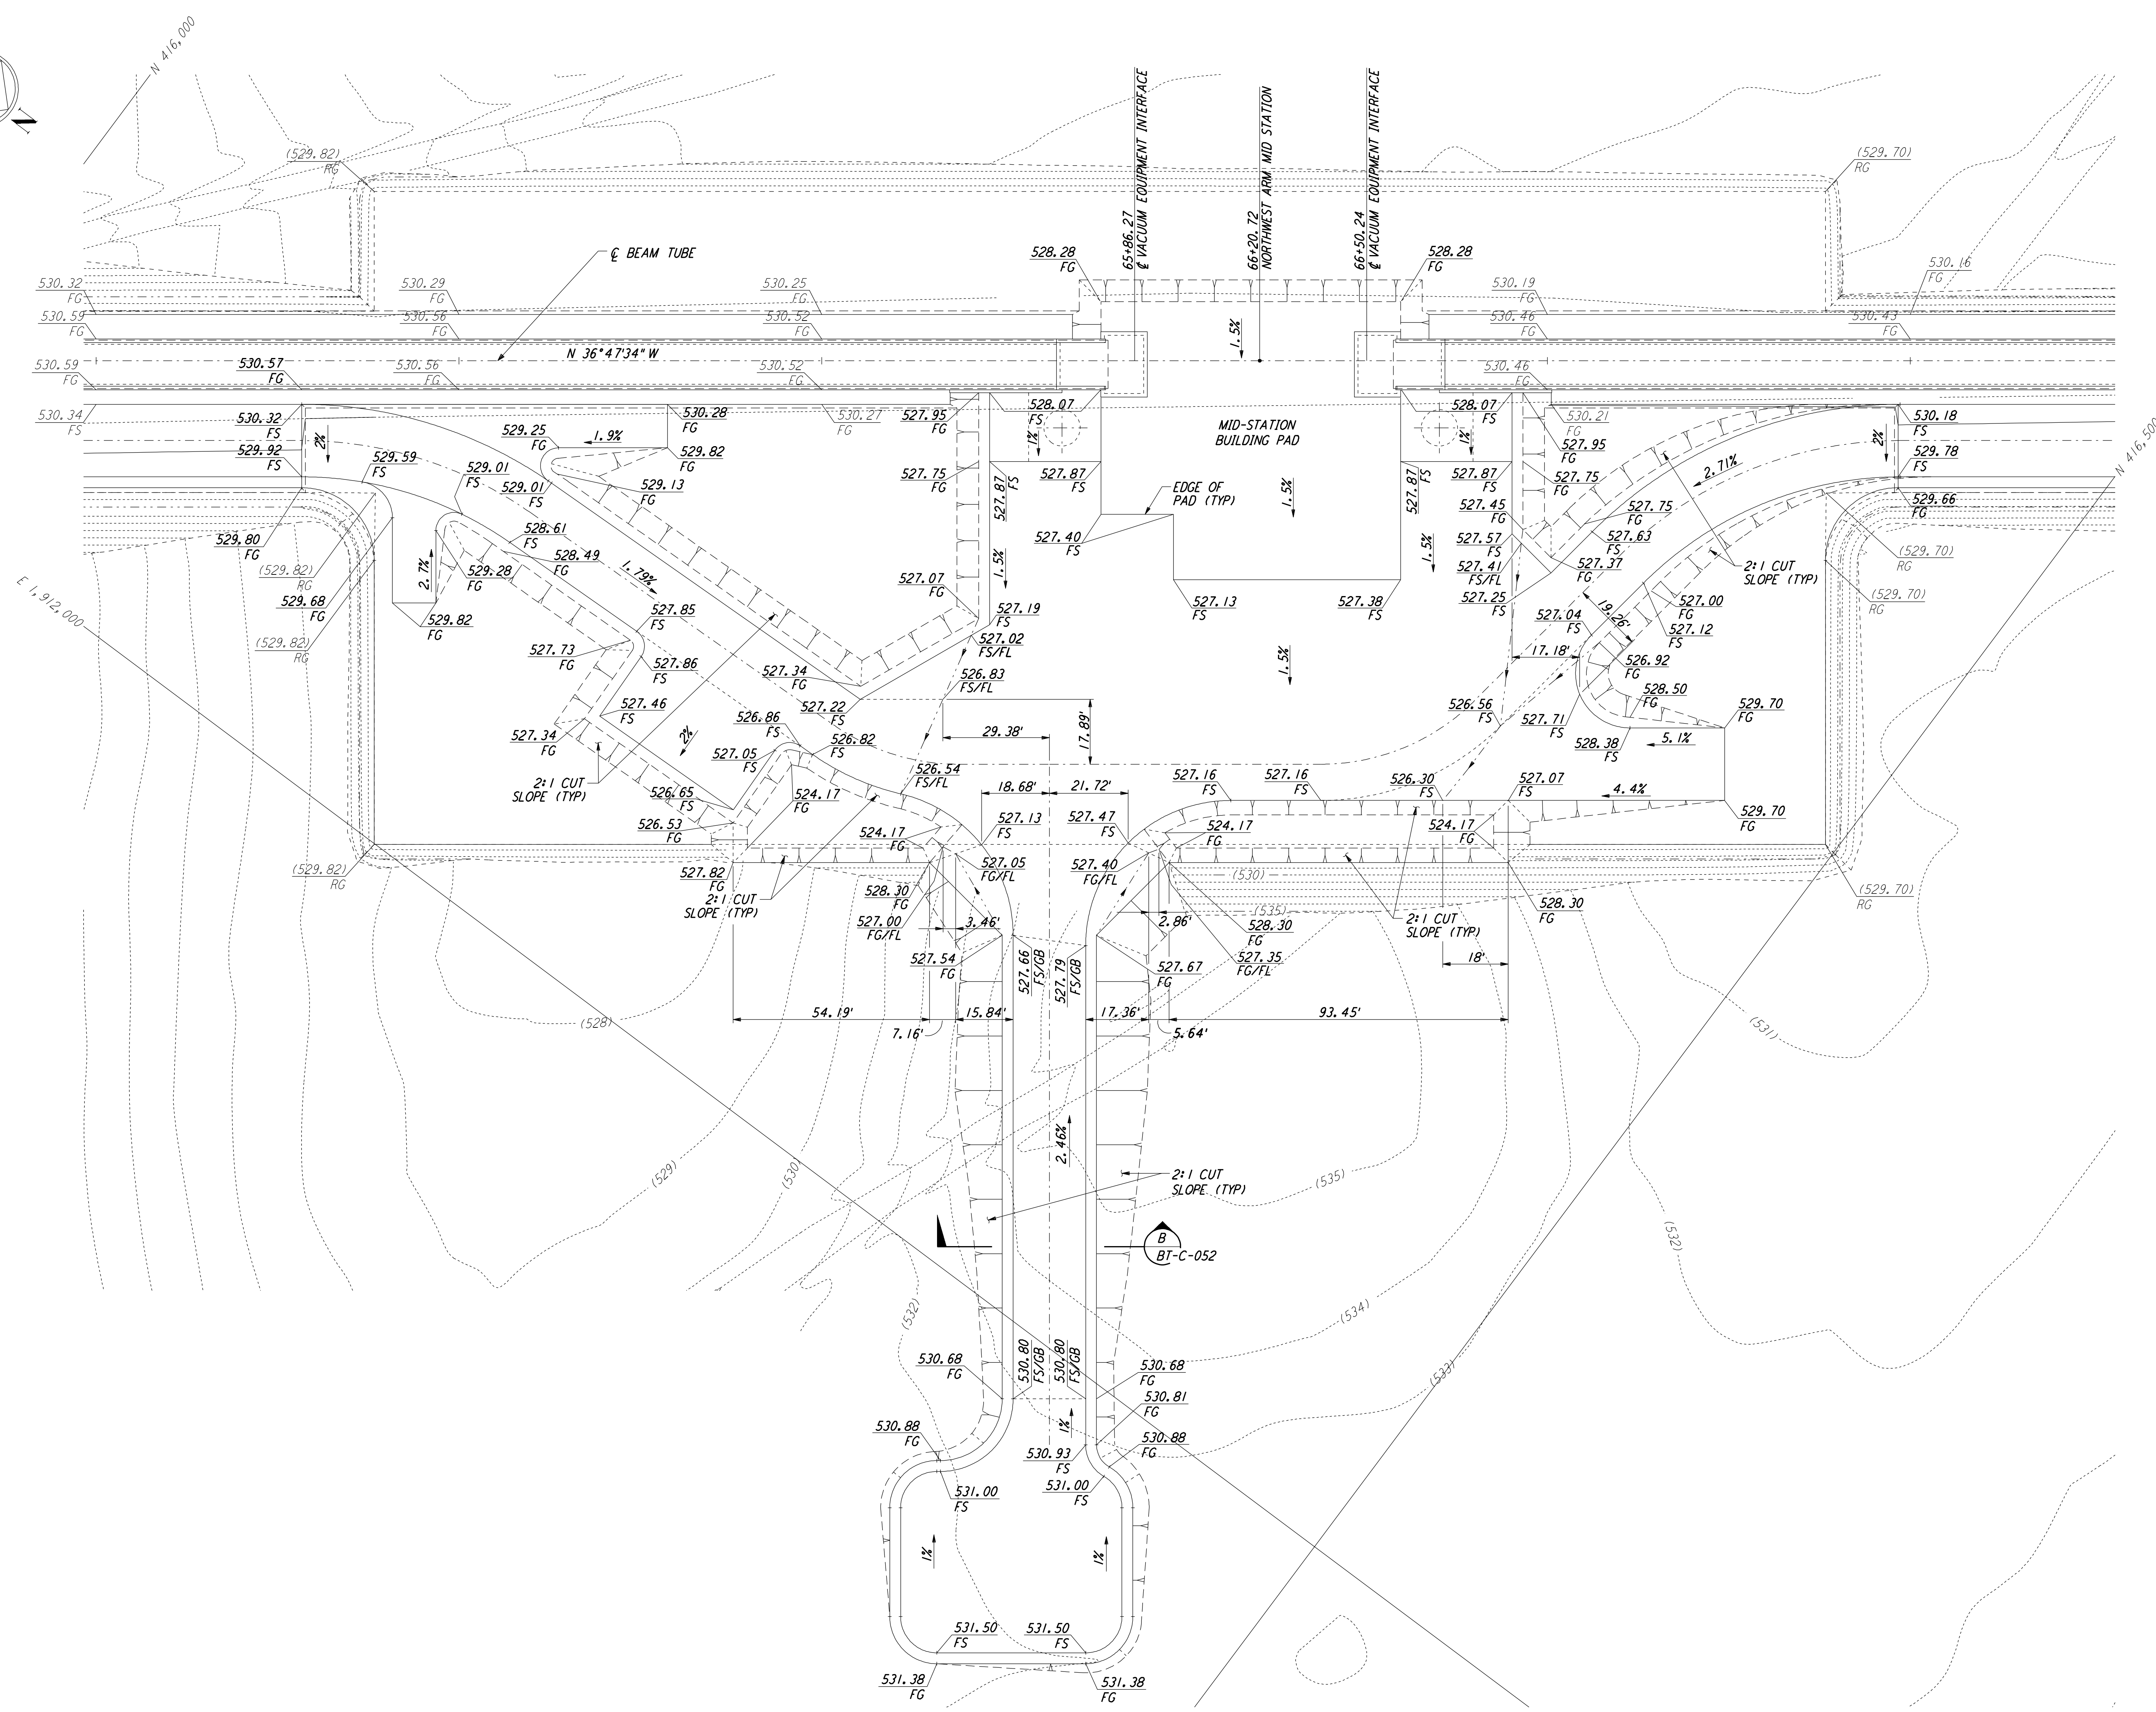 N 416,000
N
(529.82)
RG
(529.70)
RG
65+86.27
℄ VACUUM EQUIPMENT INTERFACE
66+20.72
NORTHWEST ARM MID STATION
66+50.24
℄ VACUUM EQUIPMENT INTERFACE
℄ BEAM TUBE
528.28
FG
528.28
FG
530.32
FG
530.29
FG
530.25
FG
530.19
FG
530.16
FG
530.59
FG
530.56
FG
530.52
FG
530.46
FG
530.43
FG
1.5%
N 36°47'34" W
530.59
FG
530.57
FG
530.56
FG
530.52
FG
530.46
FG
530.34
FS
530.32
FS
530.28
FG
530.27
FG
527.95
FG
528.07
FS
528.07
FS
530.21
FG
530.18
FS
N 416,500
2%
529.25
FG
1.9%
529.82
FG
1%
MID-STATION
BUILDING PAD
1%
527.95
FG
2%
529.92
FS
529.59
FS
529.01
FS
529.01
FS
529.13
FG
527.75
FG
527.87
FS
527.87
FS
527.87
FS
527.87
FS
527.75
FG
2.71%
529.78
FS
529.66
FG
EDGE OF
PAD (TYP)
1.5%
527.45
FG
527.75
FG
529.80
FG
528.61
FS
528.49
FG
527.40
FS
527.57
FS
527.63
FS
(529.70)
RG
(529.82)
RG
2.7%
529.28
FG
1.79%
1.5%
1.5%
527.41
FS/FL
527.37
FG
2:1 CUT
SLOPE (TYP)
E 1,912,000
529.68
FG
529.82
FG
527.07
FG
527.19
FS
527.13
FS
527.38
FS
527.25
FS
19.26'
527.00
FG
(529.70)
RG
527.85
FS
527.04
FS
527.12
FS
(529.82)
RG
527.73
FG
527.86
FS
527.02
FS/FL
1.5%
17.18'
526.92
FG
527.34
FG
526.83
FS/FL
527.46
FS
527.22
FS
526.56
FS
528.50
FG
529.70
FG
527.34
FG
2%
526.86
FS
527.71
FS
29.38'
17.89'
526.82
FS
528.38
FS
5.1%
527.05
FS
2:1 CUT
SLOPE (TYP)
526.54
FS/FL
526.65
FS
524.17
FG
18.68'
21.72'
527.16
FS
527.16
FS
526.30
FS
527.07
FS
4.4%
529.70
FG
526.53
FG
524.17
FG
527.13
FS
527.47
FS
524.17
FG
524.17
FG
(529.82)
RG
527.82
FG
527.05
FG/FL
527.40
FG/FL
(530)
(529.70)
RG
2:1 CUT
SLOPE (TYP)
528.30
FG
527.00
FG/FL
3.46'
2.86'
(535)
528.30
FG
2:1 CUT
SLOPE (TYP)
528.30
FG
527.54
FG
527.66
FS/GB
527.79
FS/GB
527.67
FG
527.35
FG/FL
18'
(528)
54.19'
7.16'
15.84'
17.36'
5.64'
93.45'
(531)
2.46%
(529)
(530)
2:1 CUT
SLOPE (TYP)
(535)
(532)
B
BT-C-052
(532)
(534)
530.68
FG
530.80
FS/GB
530.80
FS/GB
530.68
FG
(533)
530.81
FG
1%
530.88
FG
530.93
FS
530.88
FG
531.00
FS
531.00
FS
1%
1%
531.50
FS
531.50
FS
531.38
FG
531.38
FG